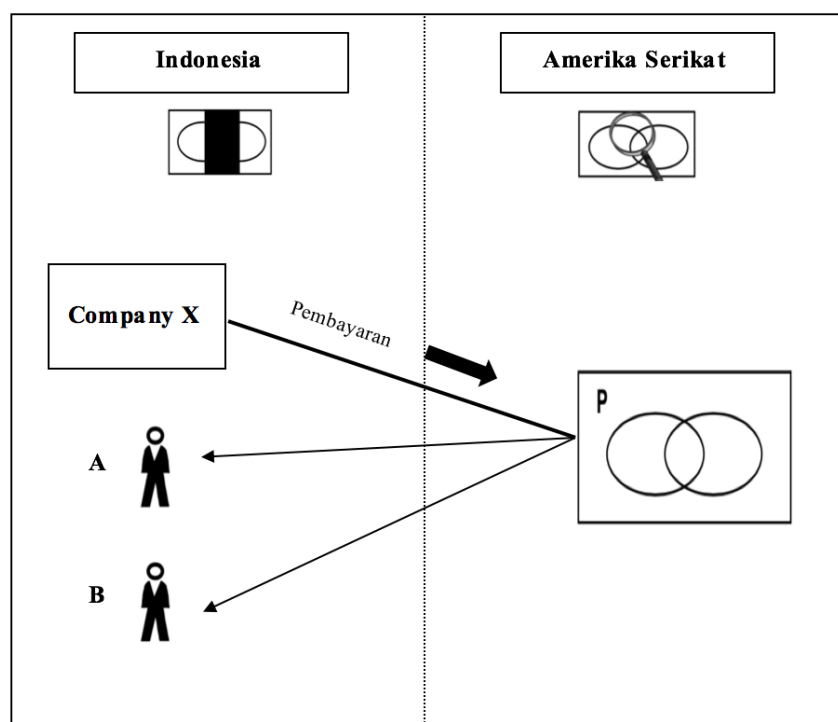 Indonesia
Amerika Serikat
Company X
Pembayaran
P
A
B